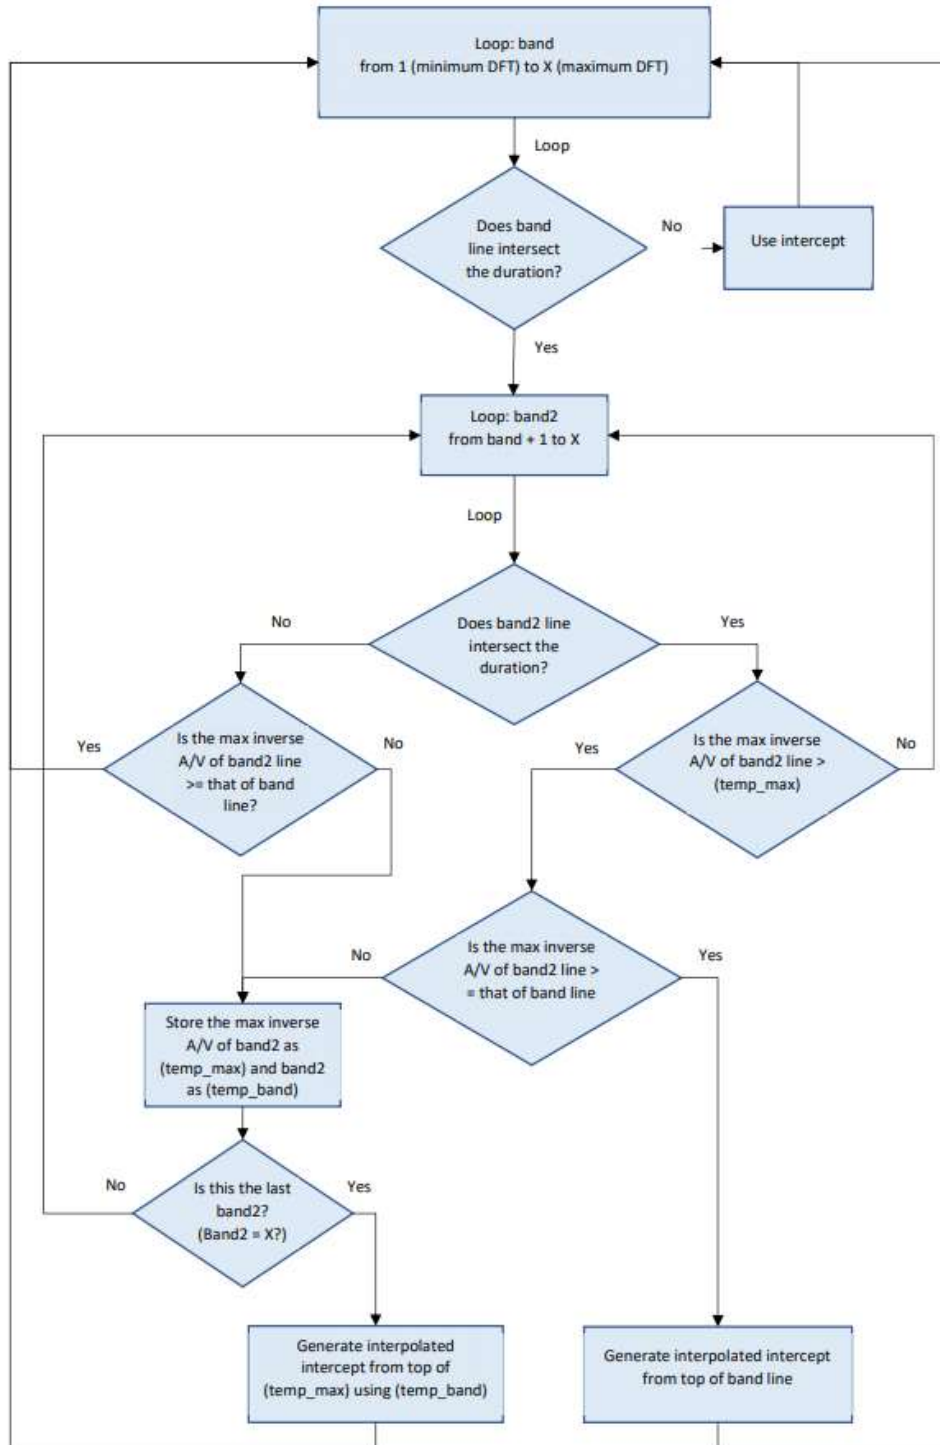 Loop: band
from 1 (minimum DFT) to X (maximum DFT)
Loop
Does band
line intersect
the duration?
No
Use intercept
Yes
Loop: band2
from band + 1 to X
Loop
No
Does band2 line
intersect the
duration?
Yes
Yes
Is the max inverse
A/V of band2 line
>= that of band
line?
No
Yes
Is the max inverse
A/V of band2 line >
(temp_max)
No
No
Is the max inverse
A/V of band2 line >
= that of band line
Yes
Store the max inverse
A/V of band2 as
(temp_max) and band2
as (temp_band)
No
Is this the last
band2?
(Band2 = X?)
Yes
Generate interpolated
intercept from top of
(temp_max) using (temp_band)
Generate interpolated intercept
from top of band line